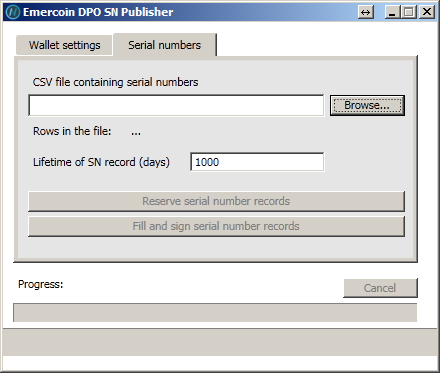 Emercoin DPO SN Publisher
Wallet settings
Serial numbers
CSV file containing serial numbers
Browse...
Rows in the file: ...
Lifetime of SN record (days) 1000
Reserve serial number records
Fill and sign serial number records
Progress:
Cancel